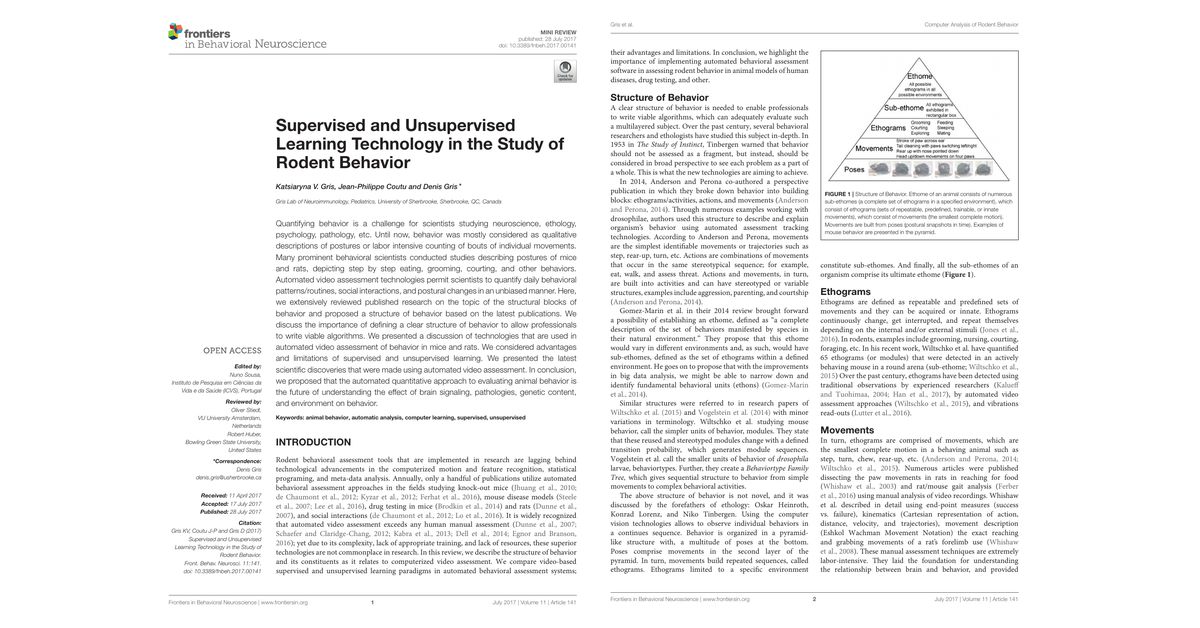 frontiers
in Behavioral Neuroscience
MINI REVIEW
published: 28 July 2017
doi: 10.3389/fnbeh.2017.00141
Check for
updates
Supervised and Unsupervised
Learning Technology in the Study of
Rodent Behavior
Katsiaryna V. Gris, Jean-Philippe Coutu and Denis Gris*
Gris Lab of Neuroimmunology, Pediatrics, University of Sherbrooke, Sherbrooke, QC, Canada
Quantifying behavior is a challenge for scientists studying neuroscience, ethology,
psychology, pathology, etc. Until now, behavior was mostly considered as qualitative
descriptions of postures or labor intensive counting of bouts of individual movements.
Many prominent behavioral scientists conducted studies describing postures of mice
and rats, depicting step by step eating, grooming, courting, and other behaviors.
Automated video assessment technologies permit scientists to quantify daily behavioral
patterns/routines, social interactions, and postural changes in an unbiased manner. Here,
we extensively reviewed published research on the topic of the structural blocks of
behavior and proposed a structure of behavior based on the latest publications. We
discuss the importance of defining a clear structure of behavior to allow professionals
to write viable algorithms. We presented a discussion of technologies that are used in
automated video assessment of behavior in mice and rats. We considered advantages
and limitations of supervised and unsupervised learning. We presented the latest
scientific discoveries that were made using automated video assessment. In conclusion,
we proposed that the automated quantitative approach to evaluating animal behavior is
the future of understanding the effect of brain signaling, pathologies, genetic content,
and environment on behavior.
Keywords: animal behavior, automatic analysis, computer learning, supervised, unsupervised
OPEN ACCESS
Edited by:
Nuno Sousa,
Instituto de Pesquisa em Ciências da
Vida e da Saúde (ICVS), Portugal
Reviewed by:
Oliver Stiedl,
VU University Amsterdam,
Netherlands
Robert Huber,
Bowling Green State University,
United States
*Correspondence:
Denis Gris
denis.gris@usherbrooke.ca
Received: 11 April 2017
Accepted: 17 July 2017
Published: 28 July 2017
Citation:
Gris KV, Coutu J-P and Gris D (2017)
Supervised and Unsupervised
Learning Technology in the Study of
Rodent Behavior.
Front. Behav. Neurosci. 11:141.
doi: 10.3389/fnbeh.2017.00141
INTRODUCTION
Rodent behavioral assessment tools that are implemented in research are lagging behind
technological advancements in the computerized motion and feature recognition, statistical
programing, and meta-data analysis. Annually, only a handful of publications utilize automated
behavioral assessment approaches in the fields studying knock-out mice (Huang et al., 2010;
de Chaumont et al., 2012; Kyzar et al., 2012; Ferhat et al., 2016), mouse disease models (Steele
et al., 2007; Lee et al., 2016), drug testing in mice (Brodkin et al., 2014) and rats (Dunne et al.,
2007), and social interactions (de Chaumont et al., 2012; Lo et al., 2016). It is widely recognized
that automated video assessment exceeds any human manual assessment (Dunne et al., 2007;
Schaefer and Claridge-Chang, 2012; Kabra et al., 2013; Dell et al., 2014; Egnor and Branson,
2016); yet due to its complexity, lack of appropriate training, and lack of resources, these superior
technologies are not commonplace in research. In this review, we describe the structure of behavior
and its constituents as it relates to computerized video assessment. We compare video-based
supervised and unsupervised learning paradigms in automated behavioral assessment systems;
Frontiers in Behavioral Neuroscience | www.frontiersin.org
1
July 2017 | Volume 11 | Article 141
Gris et al.
Computer Analysis of Rodent Behavior
their advantages and limitations. In conclusion, we highlight the
importance of implementing automated behavioral assessment
software in assessing rodent behavior in animal models of human
diseases, drug testing, and other.
Structure of Behavior
A clear structure of behavior is needed to enable professionals
to write viable algorithms, which can adequately evaluate such
a multilayered subject. Over the past century, several behavioral
researchers and ethologists have studied this subject in-depth. In
1953 in The Study of Instinct, Tinbergen warned that behavior
should not be assessed as a fragment, but instead, should be
considered in broad perspective to see each problem as a part of
a whole. This is what the new technologies are aiming to achieve.
In 2014, Anderson and Perona co-authored a perspective
publication in which they broke down behavior into building
blocks: ethograms/activities, actions, and movements (Anderson
and Perona, 2014). Through numerous examples working with
drosophilae, authors used this structure to describe and explain
organism's behavior using automated assessment tracking
technologies. According to Anderson and Perona, movements
are the simplest identifiable movements or trajectories such as
step, rear-up, turn, etc. Actions are combinations of movements
that occur in the same stereotypical sequence; for example,
eat, walk, and assess threat. Actions and movements, in turn,
are built into activities and can have stereotyped or variable
structures, examples include aggression, parenting, and courtship
(Anderson and Perona, 2014).
Gomez-Marin et al. in their 2014 review brought forward
a possibility of establishing an ethome, defined as "a complete
description of the set of behaviors manifested by species in
their natural environment." They propose that this ethome
would vary in different environments and, as such, would have
sub-ethomes, defined as the set of ethograms within a defined
environment. He goes on to propose that with the improvements
in big data analysis, we might be able to narrow down and
identify fundamental behavioral units (ethons) (Gomez-Marin
et al., 2014).
Similar structures were referred to in research papers of
Wiltschko et al. (2015) and Vogelstein et al. (2014) with minor
variations in terminology. Wiltschko et al. studying mouse
behavior, call the simpler units of behavior, modules. They state
that these reused and stereotyped modules change with a defined
transition probability, which generates module sequences.
Vogelstein et al. call the smaller units of behavior of drosophila
larvae, behaviortypes. Further, they create a Behaviortype Family
Tree, which gives sequential structure to behavior from simple
movements to complex behavioral activities.
The above structure of behavior is not novel, and it was
discussed by the forefathers of ethology: Oskar Heinroth,
Konrad Lorenz, and Niko Tinbergen. Using the computer
vision technologies allows to observe individual behaviors in
a continues sequence. Behavior is organized in a pyramid-
like structure with, a multitude of poses at the bottom.
Poses comprise movements in the second layer of the
pyramid. In turn, movements build repeated sequences, called
ethograms. Ethograms limited to a specific environment
Ethome
All possible
ethograms in all
possible environments
Sub-ethome
All ethograms
exhibited in
rectangular box
Ethograms
Grooming Feeding
Courting Sleeping
Exploring Mating
Movements
Stroke of paw across ear
Tail cleaning with paws switching left/right
Rear up with nose pointed down
Head up/down movements on four paws
Poses
FIGURE 1 | Structure of Behavior. Ethome of an animal consists of numerous
sub-ethomes (a complete set of ethograms in a specified environment), which
consist of ethograms (sets of repeatable, predefined, trainable, or innate
movements), which consist of movements (the smallest complete motion).
Movements are built from poses (postural snapshots in time). Examples of
mouse behavior are presented in the pyramid.
constitute sub-ethomes. And finally, all the sub-ethomes of an
organism comprise its ultimate ethome (Figure 1).
Ethograms
Ethograms are defined as repeatable and predefined sets of
movements and they can be acquired or innate. Ethograms
continuously change, get interrupted, and repeat themselves
depending on the internal and/or external stimuli (Jones et al.,
2016). In rodents, examples include grooming, nursing, courting,
foraging, etc. In his recent work, Wiltschko et al. have quantified
65 ethograms (or modules) that were detected in an actively
behaving mouse in a round arena (sub-ethome; Wiltschko et al.,
2015) Over the past century, ethograms have been detected using
traditional observations by experienced researchers (Kalueff
and Tuohimaa, 2004; Han et al., 2017), by automated video
assessment approaches (Wiltschko et al., 2015), and vibrations
read-outs (Lutter et al., 2016).
Movements
In turn, ethograms are comprised of movements, which are
the smallest complete motion in a behaving animal such as
step, turn, chew, rear-up, etc. (Anderson and Perona, 2014;
Wiltschko et al., 2015). Numerous articles were published
dissecting the paw movements in rats in reaching for food
(Whishaw et al., 2003) and rat/mouse gait analysis (Ferber
et al., 2016) using manual analysis of video recordings. Whishaw
et al. described in detail using end-point measures (success
vs. failure), kinematics (Cartesian representation of action,
distance, velocity, and trajectories), movement description
(Eshkol Wachman Movement Notation) the exact reaching
and grabbing movements of a rat's forelimb use (Whishaw
et al., 2008). These manual assessment techniques are extremely
labor-intensive. They laid the foundation for understanding
the relationship between brain and behavior, and provided
Frontiers in Behavioral Neuroscience | www.frontiersin.org
2
July 2017 | Volume 11 | Article 141